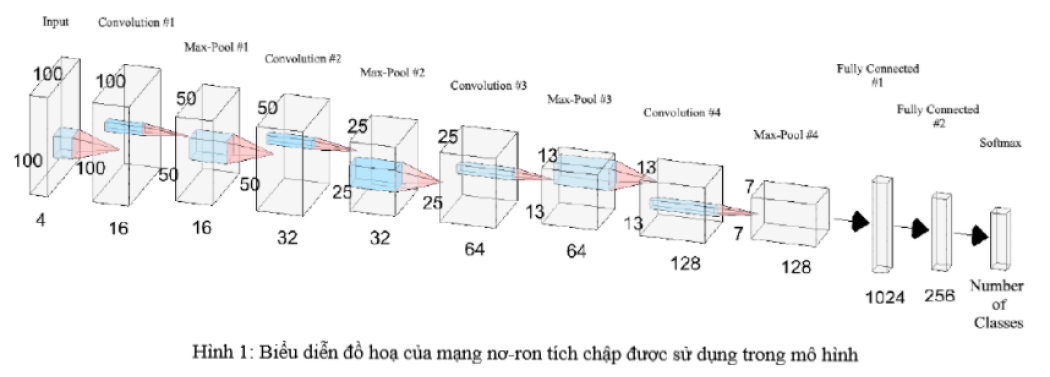 Input
Convolution #1
Max-Pool #1
Convolution #2
Max-Pool #2
Convolution #3
Max-Pool #3
Convolution #4
Max-Pool #4
Fully Connected
#1
Fully Connected
#2
Softmax
100
100
4
100
100
16
50
50
16
50
50
32
25
25
32
25
25
64
13
13
64
13
13
128
7
7
128
1024
256
Number
of
Classes
Hình 1: Biểu diễn đồ hoạ của mạng nơ-ron tích chập được sử dụng trong mô hình